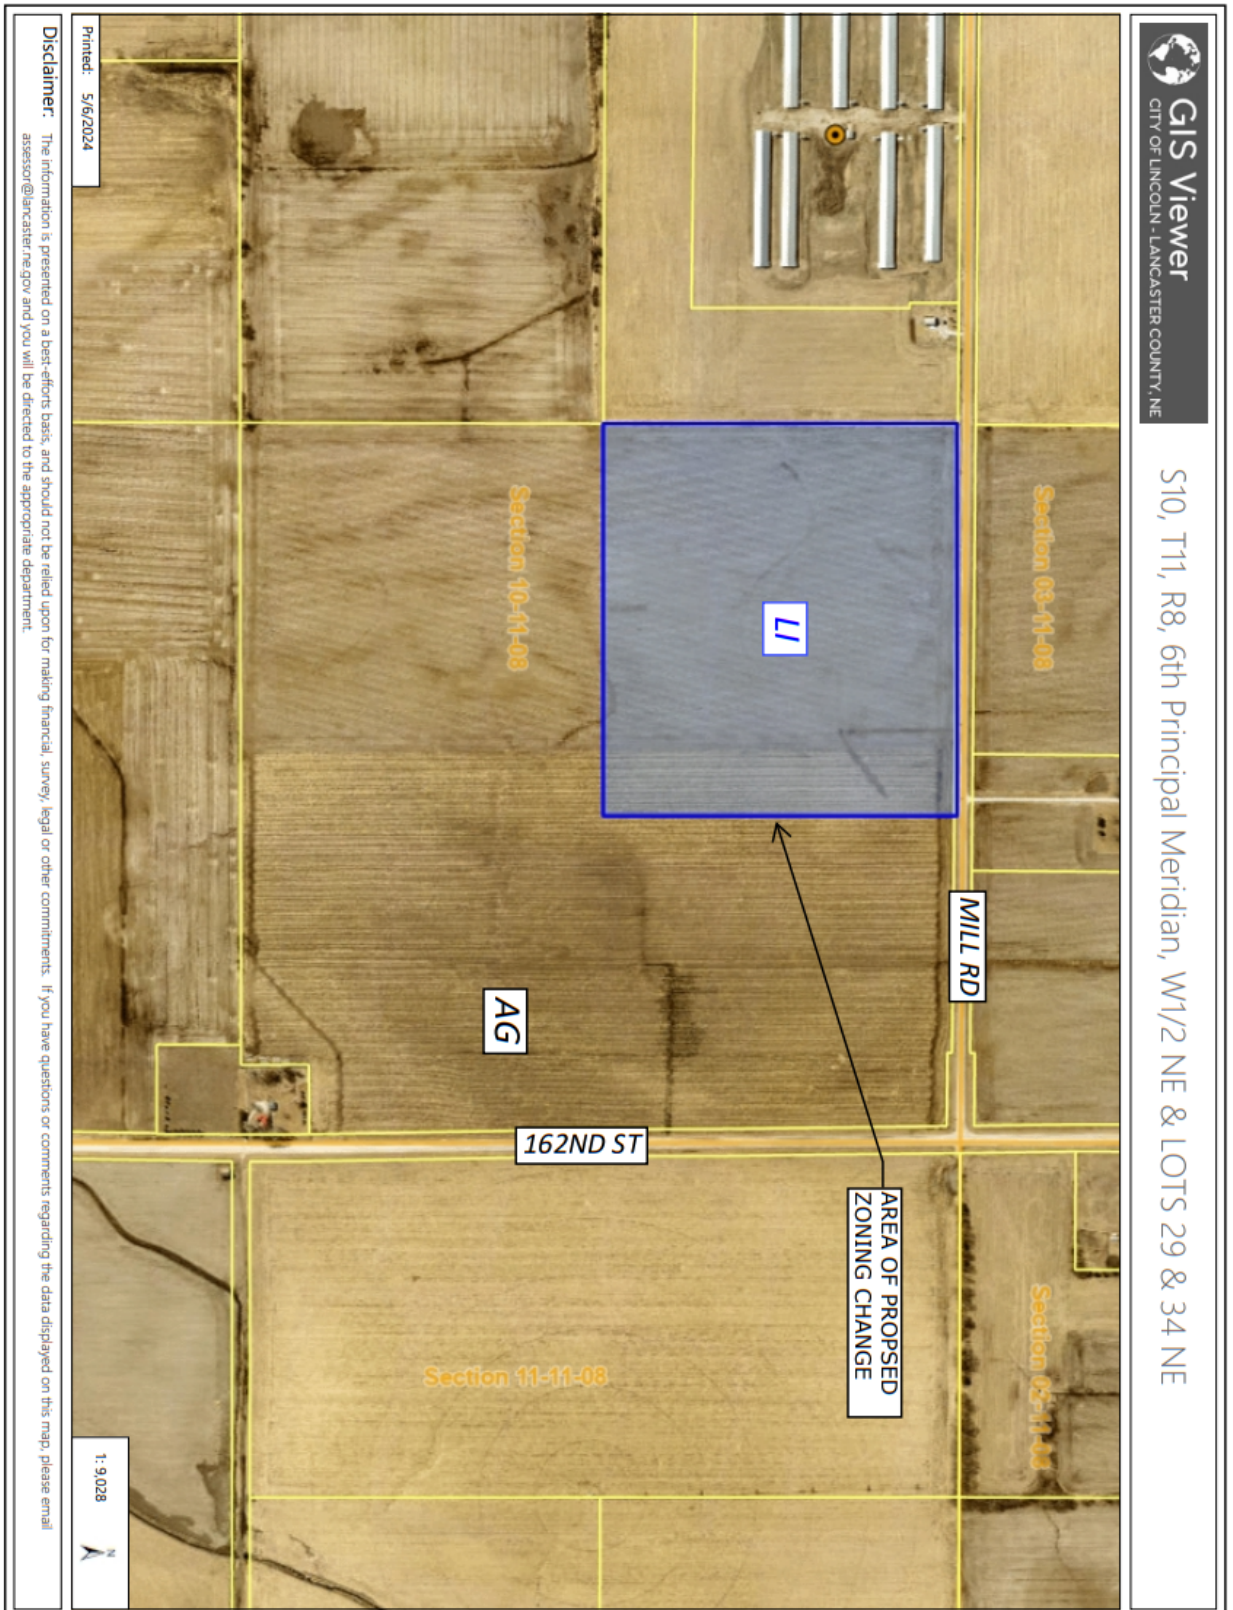 GIS Viewer
CITY OF LINCOLN - LANCASTER COUNTY, NE
S10, T11, R8, 6th Principal Meridian, W1/2 NE & LOTS 29 & 34 NE
Section 03-11-08
Section 02-11-08
MILL RD
LI
AREA OF PROPSED
ZONING CHANGE
Section 10-11-08
AG
162ND ST
Section 11-11-08
Printed: 5/6/2024
1: 9,028
N
Disclaimer: The information is presented on a best-efforts basis, and should not be relied upon for making financial, survey, legal or other commitments. If you have questions or comments regarding the data displayed on this map, please email
assessor@lancaster.ne.gov and you will be directed to the appropriate department.